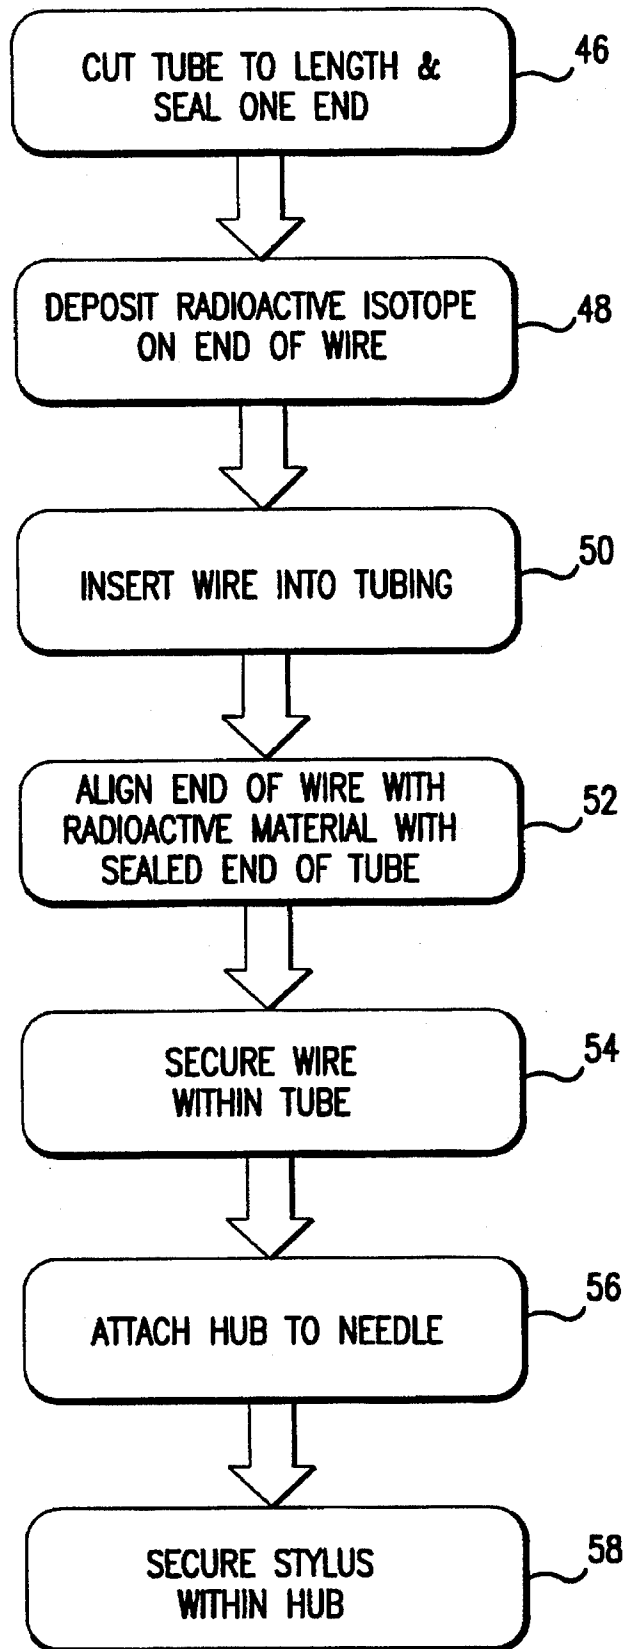 CUT TUBE TO LENGTH &
SEAL ONE END
46
DEPOSIT RADIOACTIVE ISOTOPE
ON END OF WIRE
48
INSERT WIRE INTO TUBING
50
ALIGN END OF WIRE WITH
RADIOACTIVE MATERIAL WITH
SEALED END OF TUBE
52
SECURE WIRE
WITHIN TUBE
54
ATTACH HUB TO NEEDLE
56
SECURE STYLUS
WITHIN HUB
58